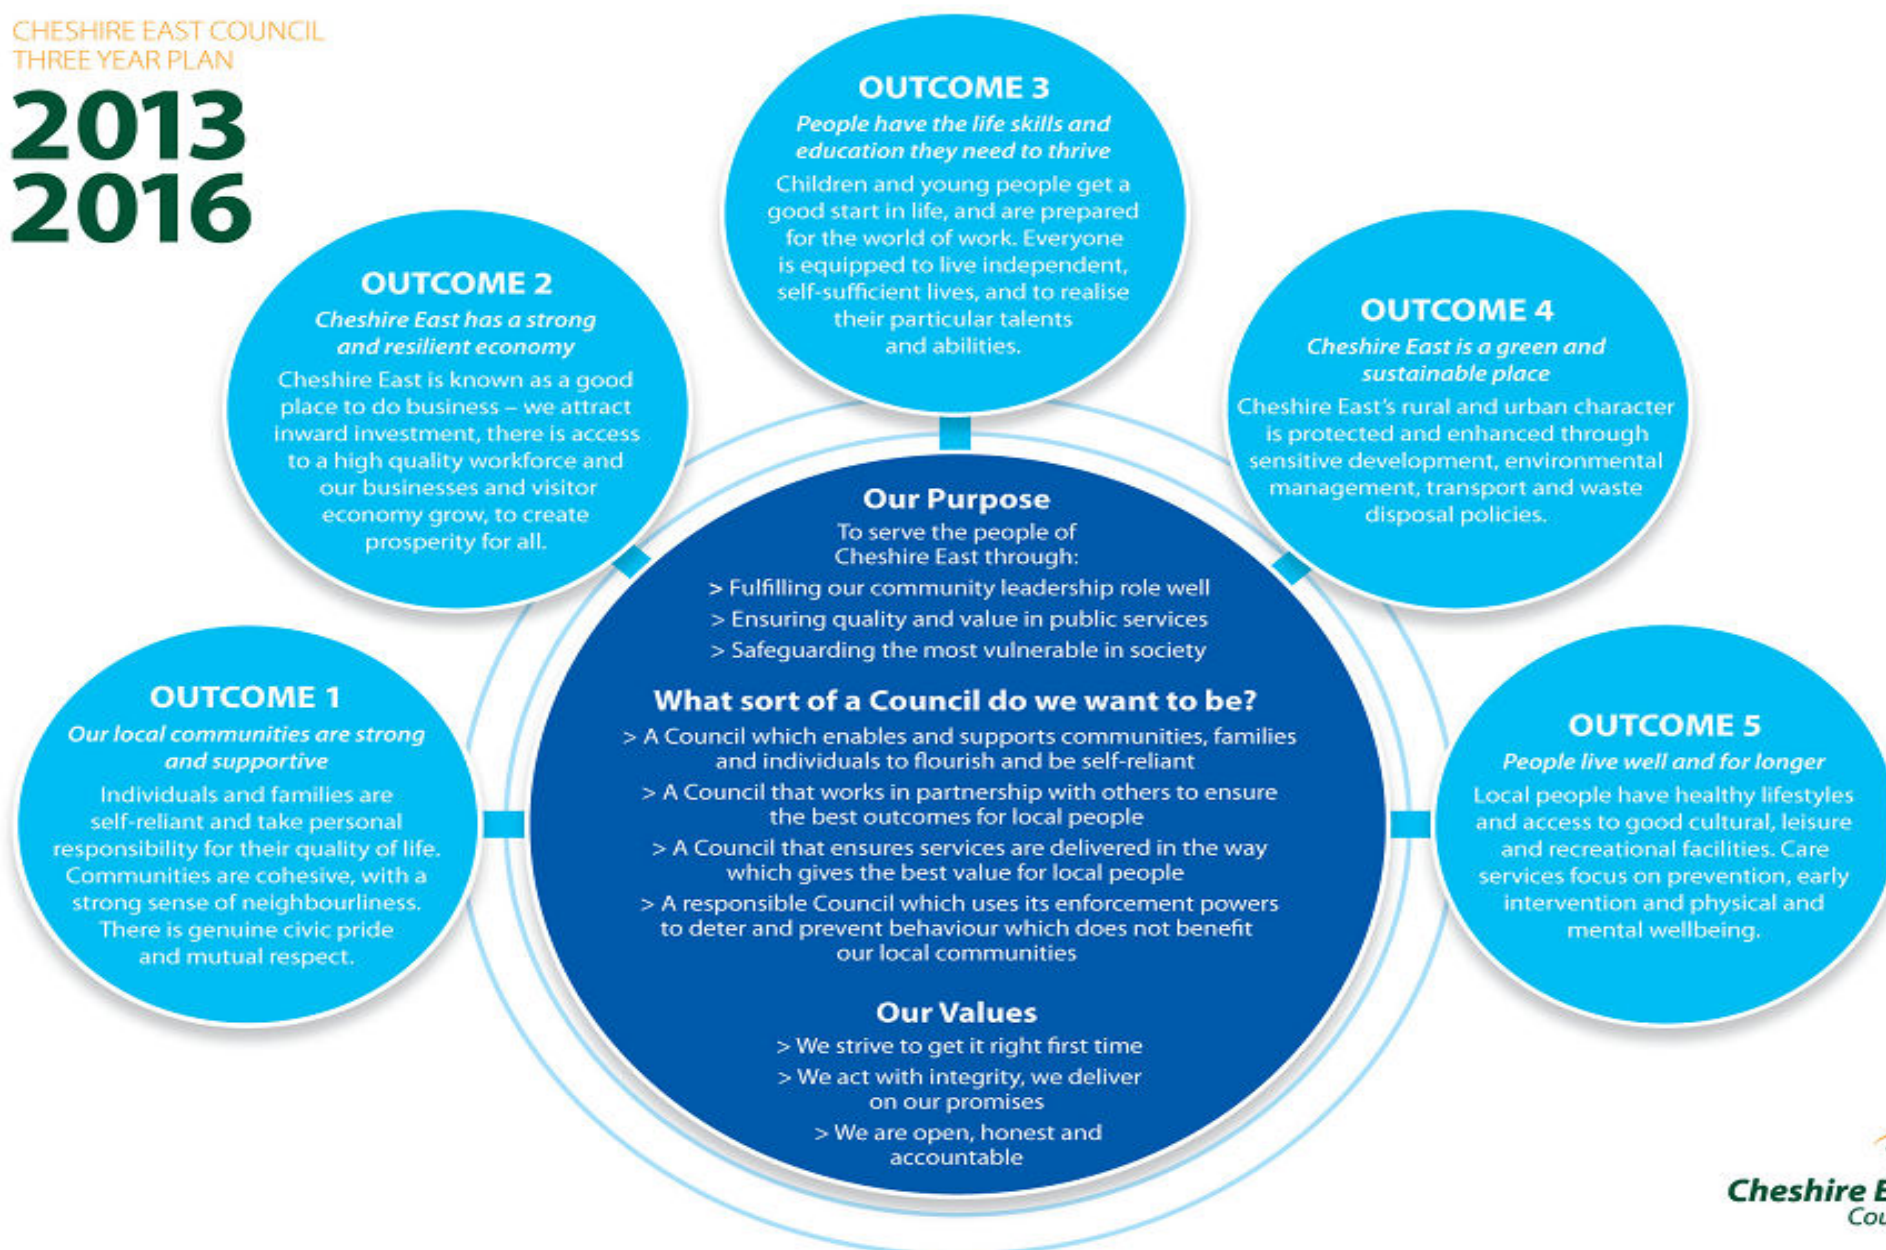 CHESHIRE EAST COUNCIL
THREE YEAR PLAN
2013
2016
OUTCOME 1
Our local communities are strong
and supportive
Individuals and families are
self-reliant and take personal
responsibility for their quality of life.
Communities are cohesive, with a
strong sense of neighbourliness.
There is genuine civic pride
and mutual respect.
OUTCOME 2
Cheshire East has a strong
and resilient economy
Cheshire East is known as a good
place to do business – we attract
inward investment, there is access
to a high quality workforce and
our businesses and visitor
economy grow, to create
prosperity for all.
OUTCOME 3
People have the life skills and
education they need to thrive
Children and young people get a
good start in life, and are prepared
for the world of work. Everyone
is equipped to live independent,
self-sufficient lives, and to realise
their particular talents
and abilities.
OUTCOME 4
Cheshire East is a green and
sustainable place
Cheshire East's rural and urban character
is protected and enhanced through
sensitive development, environmental
management, transport and waste
disposal policies.
OUTCOME 5
People live well and for longer
Local people have healthy lifestyles
and access to good cultural, leisure
and recreational facilities. Care
services focus on prevention, early
intervention and physical and
mental wellbeing.
Our Purpose
To serve the people of
Cheshire East through:
> Fulfilling our community leadership role well
> Ensuring quality and value in public services
> Safeguarding the most vulnerable in society
What sort of a Council do we want to be?
> A Council which enables and supports communities, families
and individuals to flourish and be self-reliant
> A Council that works in partnership with others to ensure
the best outcomes for local people
> A Council that ensures services are delivered in the way
which gives the best value for local people
> A responsible Council which uses its enforcement powers
to deter and prevent behaviour which does not benefit
our local communities
Our Values
> We strive to get it right first time
> We act with integrity, we deliver
on our promises
> We are open, honest and
accountable
Cheshire